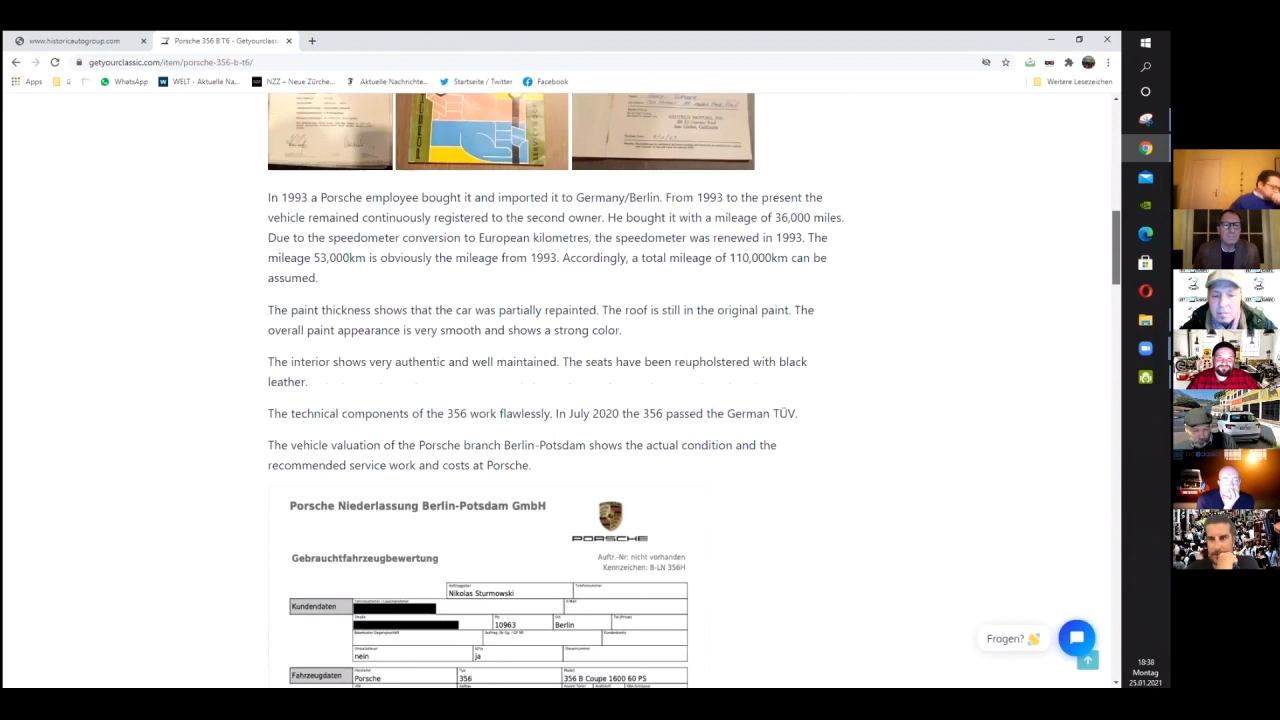 www.historicautogroup.com
Porsche 356 B T6 - Getyourclassic
getyourclassic.com/item/porsche-356-b-t6/
Apps
ü
WhatsApp
WELT - Aktuelle Na...
NZZ – Neue Zürche...
Aktuelle Nachrichte...
Startseite / Twitter
Facebook
Weitere Lesezeichen
In 1993 a Porsche employee bought it and imported it to Germany/Berlin. From 1993 to the present the
vehicle remained continuously registered to the second owner. He bought it with a mileage of 36,000 miles.
Due to the speedometer conversion to European kilometres, the speedometer was renewed in 1993. The
mileage 53,000km is obviously the mileage from 1993. Accordingly, a total mileage of 110,000km can be
assumed.
The paint thickness shows that the car was partially repainted. The roof is still in the original paint. The
overall paint appearance is very smooth and shows a strong color.
The interior shows very authentic and well maintained. The seats have been reupholstered with black
leather.
The technical components of the 356 work flawlessly. In July 2020 the 356 passed the German TÜV.
The vehicle valuation of the Porsche branch Berlin-Potsdam shows the actual condition and the
recommended service work and costs at Porsche.
Porsche Niederlassung Berlin-Potsdam GmbH
PORSCHE
Gebrauchtfahrzeugbewertung
Auftr.-Nr: nicht vorhanden
Kennzeichen: B-LN 356H
Nikolas Sturmowski
Kundendaten
E-Mail
10963
Berlin
nein
ja
Fahrzeugdaten
Porsche
356
356 B Coupe 1600 60 PS
Fragen? 👋
18:38
Montag
25.01.2021